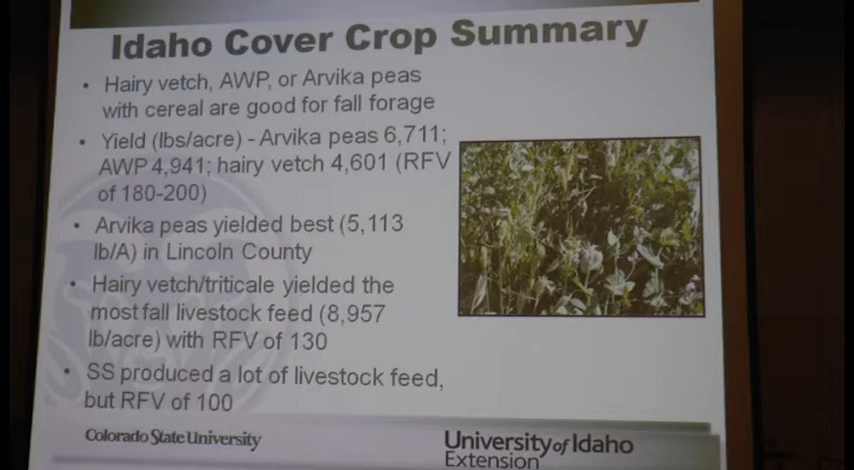 Idaho Cover Crop Summary
• Hairy vetch, AWP, or Arvika peas
with cereal are good for fall forage
• Yield (lbs/acre) - Arvika peas 6,711;
AWP 4,941; hairy vetch 4,601 (RFV
of 180-200)
• Arvika peas yielded best (5,113
lb/A) in Lincoln County
• Hairy vetch/triticale yielded the
most fall livestock feed (8,957
lb/acre) with RFV of 130
• SS produced a lot of livestock feed,
but RFV of 100
Colorado State University
University of Idaho
Extension